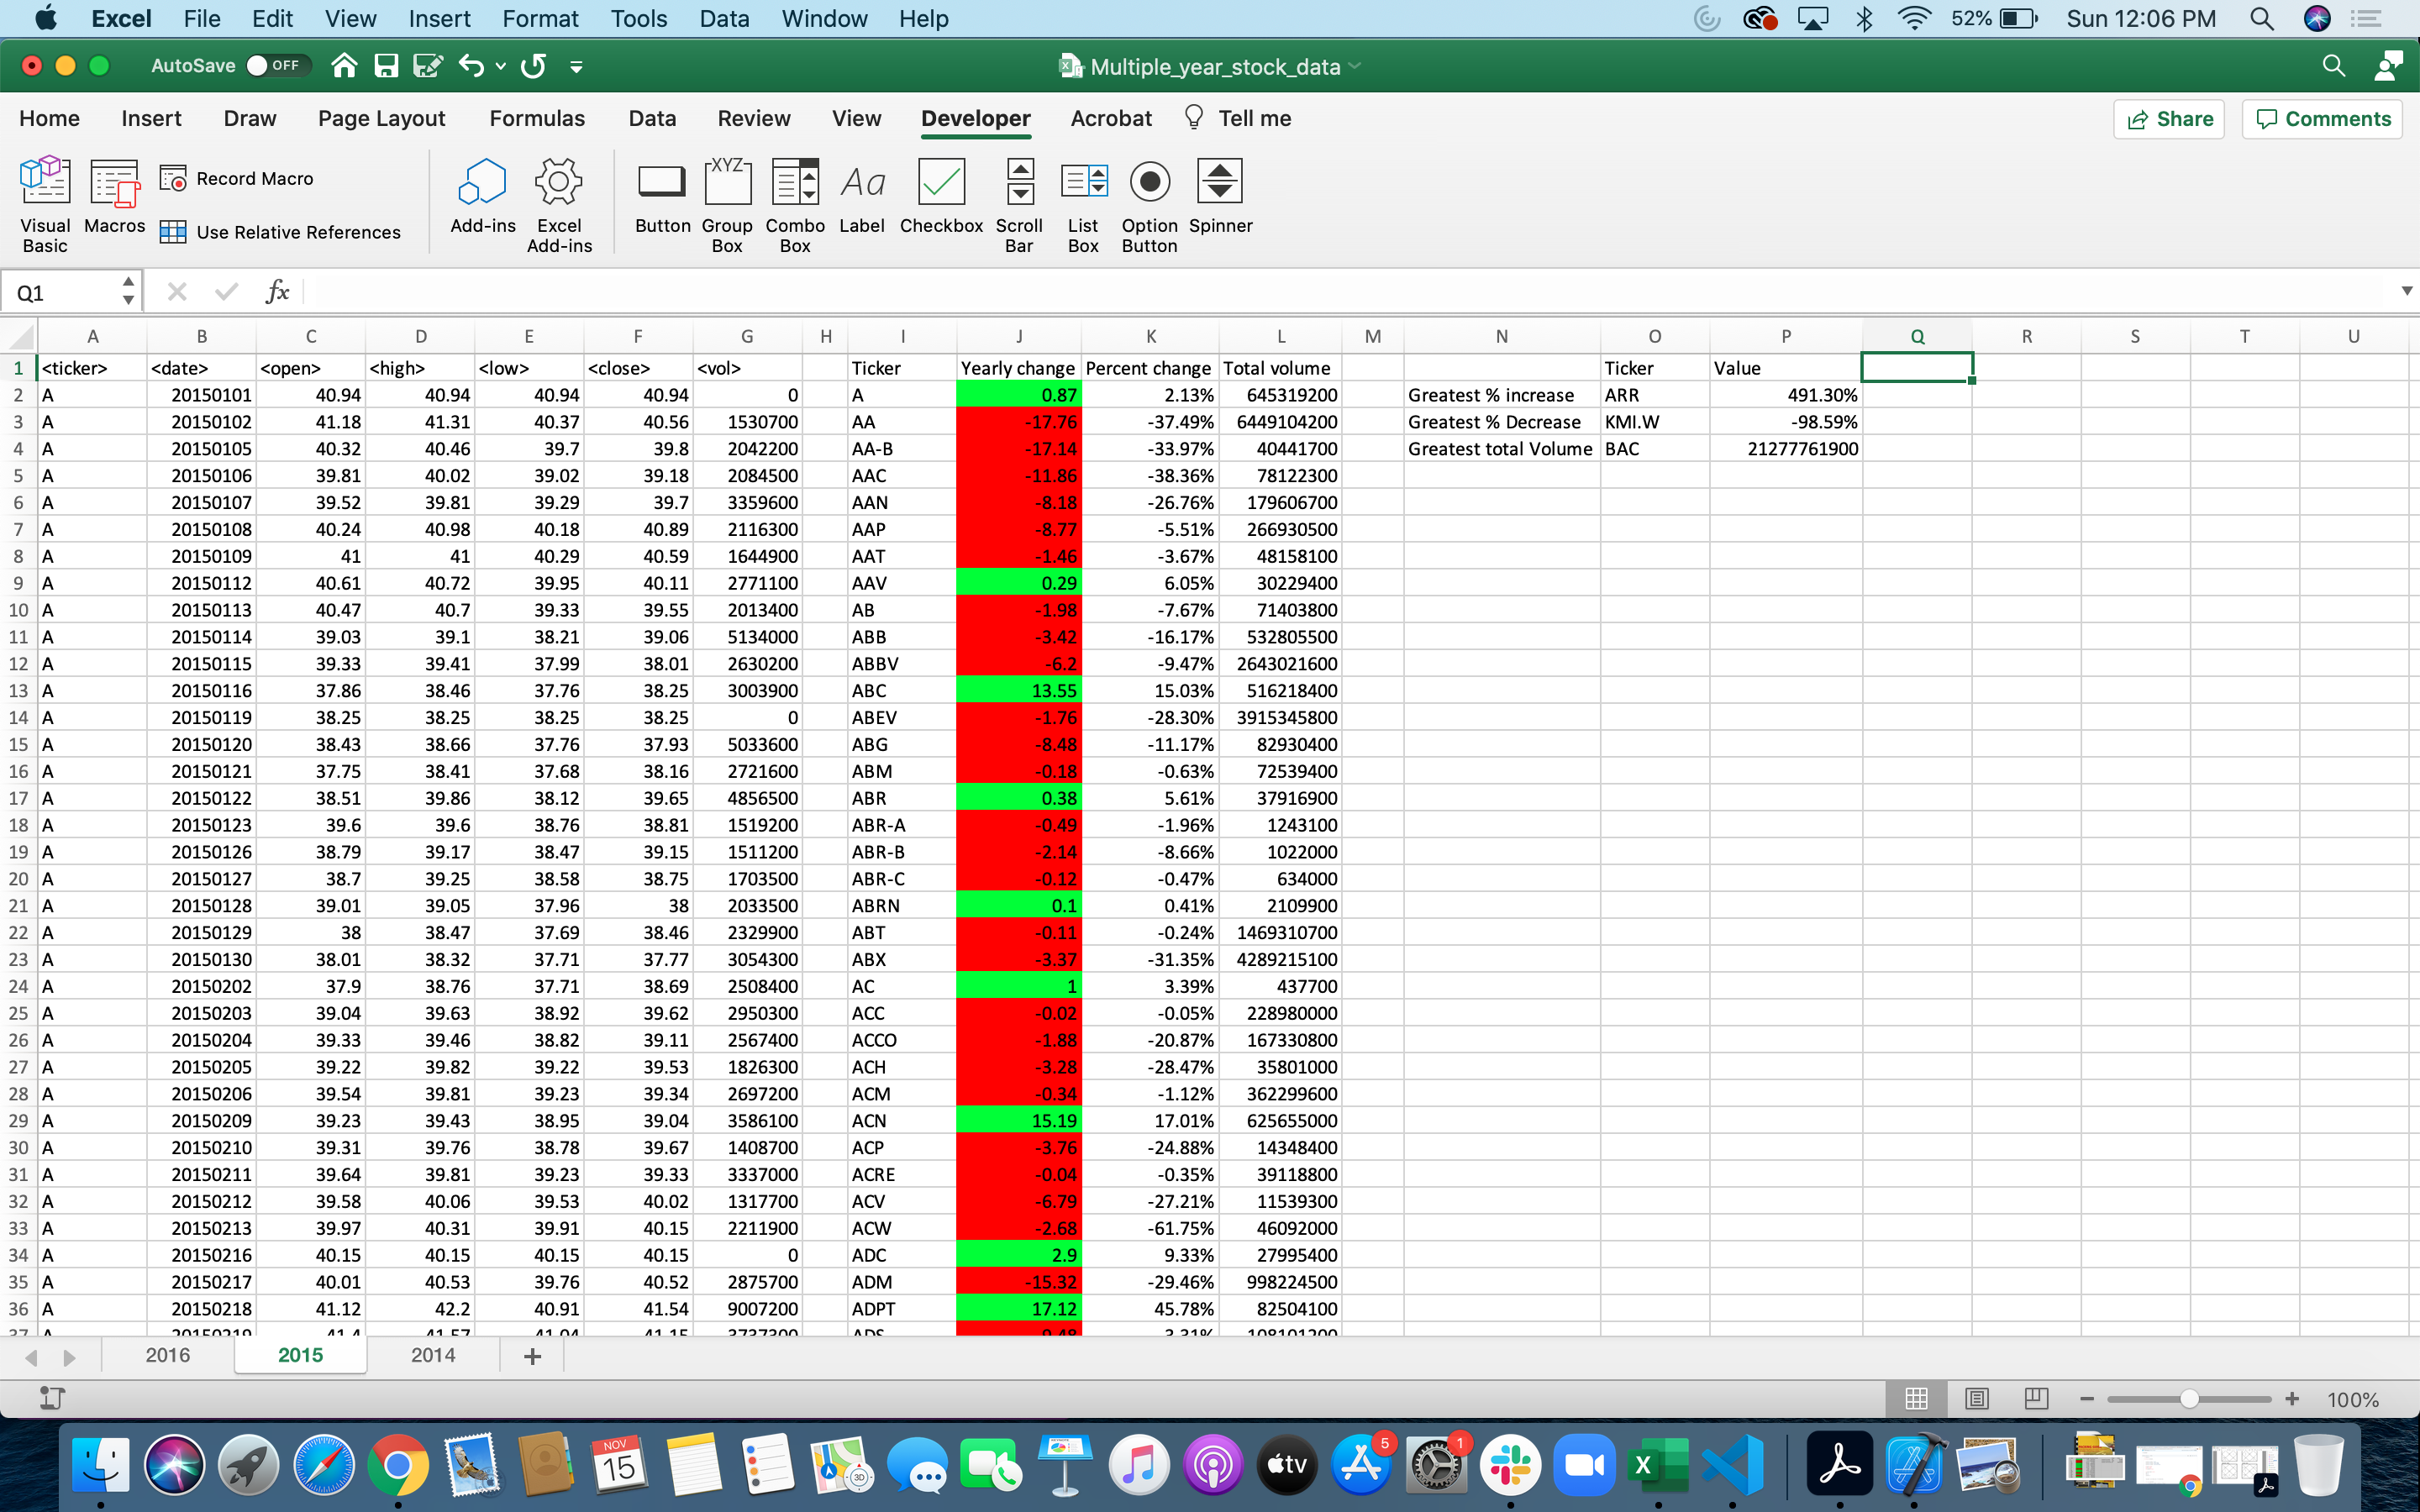 Excel File Edit View Insert Format Tools Data Window Help 52% Sun 12:06 PM
AutoSave OFF Multiple_year_stock_data
Home Insert Draw Page Layout Formulas Data Review View Developer Acrobat Tell me Share Comments
Visual Basic Macros Record Macro Use Relative References Add-ins Excel Add-ins XYZ Button Group Box Combo Box Aa Label Checkbox Scroll Bar List Box Option Button Spinner
Q1 fx
A B C D E F G H I J K L M N O P Q R S T U
1 <ticker> <date> <open> <high> <low> <close> <vol> Ticker Yearly change Percent change Total volume Ticker Value
2 A 20150101 40.94 40.94 40.94 40.94 0 A 0.87 2.13% 645319200 Greatest % increase ARR 491.30%
3 A 20150102 41.18 41.31 40.37 40.56 1530700 AA -17.76 -37.49% 6449104200 Greatest % Decrease KMI.W -98.59%
4 A 20150105 40.32 40.46 39.7 39.8 2042200 AA-B -17.14 -33.97% 40441700 Greatest total Volume BAC 21277761900
5 A 20150106 39.81 40.02 39.02 39.18 2084500 AAC -11.86 -38.36% 78122300
6 A 20150107 39.52 39.81 39.29 39.7 3359600 AAN -8.18 -26.76% 179606700
7 A 20150108 40.24 40.98 40.18 40.89 2116300 AAP -8.77 -5.51% 266930500
8 A 20150109 41 41 40.29 40.59 1644900 AAT -1.46 -3.67% 48158100
9 A 20150112 40.61 40.72 39.95 40.11 2771100 AAV 0.29 6.05% 30229400
10 A 20150113 40.47 40.7 39.33 39.55 2013400 AB -1.98 -7.67% 71403800
11 A 20150114 39.03 39.1 38.21 39.06 5134000 ABB -3.42 -16.17% 532805500
12 A 20150115 39.33 39.41 37.99 38.01 2630200 ABBV -6.2 -9.47% 2643021600
13 A 20150116 37.86 38.46 37.76 38.25 3003900 ABC 13.55 15.03% 516218400
14 A 20150119 38.25 38.25 38.25 38.25 0 ABEV -1.76 -28.30% 3915345800
15 A 20150120 38.43 38.66 37.76 37.93 5033600 ABG -8.48 -11.17% 82930400
16 A 20150121 37.75 38.41 37.68 38.16 2721600 ABM -0.18 -0.63% 72539400
17 A 20150122 38.51 39.86 38.12 39.65 4856500 ABR 0.38 5.61% 37916900
18 A 20150123 39.6 39.6 38.76 38.81 1519200 ABR-A -0.49 -1.96% 1243100
19 A 20150126 38.79 39.17 38.47 39.15 1511200 ABR-B -2.14 -8.66% 1022000
20 A 20150127 38.7 39.25 38.58 38.75 1703500 ABR-C -0.12 -0.47% 634000
21 A 20150128 39.01 39.05 37.96 38 2033500 ABRN 0.1 0.41% 2109900
22 A 20150129 38 38.47 37.69 38.46 2329900 ABT -0.11 -0.24% 1469310700
23 A 20150130 38.01 38.32 37.71 37.77 3054300 ABX -3.37 -31.35% 4289215100
24 A 20150202 37.9 38.76 37.71 38.69 2508400 AC 1 3.39% 437700
25 A 20150203 39.04 39.63 38.92 39.62 2950300 ACC -0.02 -0.05% 228980000
26 A 20150204 39.33 39.46 38.82 39.11 2567400 ACCO -1.88 -20.87% 167330800
27 A 20150205 39.22 39.82 39.22 39.53 1826300 ACH -3.28 -28.47% 35801000
28 A 20150206 39.54 39.81 39.23 39.34 2697200 ACM -0.34 -1.12% 362299600
29 A 20150209 39.23 39.43 38.95 39.04 3586100 ACN 15.19 17.01% 625655000
30 A 20150210 39.31 39.76 38.78 39.67 1408700 ACP -3.76 -24.88% 14348400
31 A 20150211 39.64 39.81 39.23 39.33 3337000 ACRE -0.04 -0.35% 39118800
32 A 20150212 39.58 40.06 39.53 40.02 1317700 ACV -6.79 -27.21% 11539300
33 A 20150213 39.97 40.31 39.91 40.15 2211900 ACW -2.68 -61.75% 46092000
34 A 20150216 40.15 40.15 40.15 40.15 0 ADC 2.9 9.33% 27995400
35 A 20150217 40.01 40.53 39.76 40.52 2875700 ADM -15.32 -29.46% 998224500
36 A 20150218 41.12 42.2 40.91 41.54 9007200 ADPT 17.12 45.78% 82504100
37 A 20150219 41.4 41.57 41.04 41.15 3737300 ADS
2016 2015 2014 +
100%
NOV 15 3D tv 5 1 X